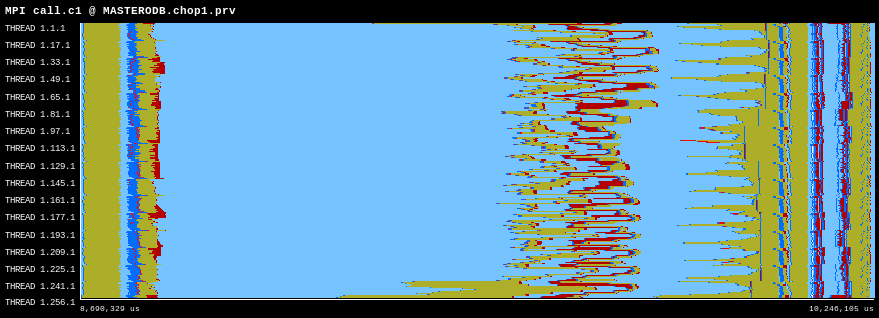 MPI call.c1 @ MASTERODB.chop1.prv
THREAD 1.1.1
THREAD 1.17.1
THREAD 1.33.1
THREAD 1.49.1
THREAD 1.65.1
THREAD 1.81.1
THREAD 1.97.1
THREAD 1.113.1
THREAD 1.129.1
THREAD 1.145.1
THREAD 1.161.1
THREAD 1.177.1
THREAD 1.193.1
THREAD 1.209.1
THREAD 1.225.1
THREAD 1.241.1
THREAD 1.256.1
8,690,329 us 10,246,105 us